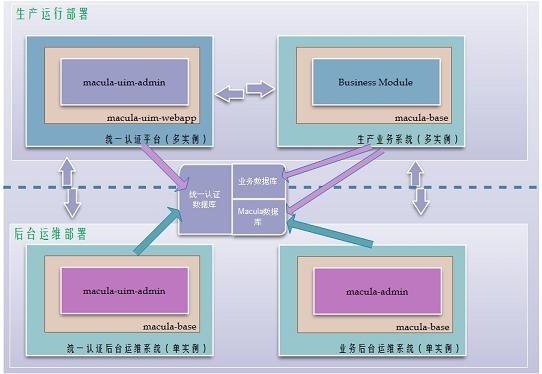 生产运行部署
macula-uim-admin
macula-uim-webapp
统一认证平台(多实例)
Business Module
macula-base
生产业务系统(多实例)
统一认证
数据库
业务数据库
Macula数据
库
后台运维部署
macula-uim-admin
macula-base
统一认证后台运维系统(单实例)
macula-admin
macula-base
业务后台运维系统(单实例)